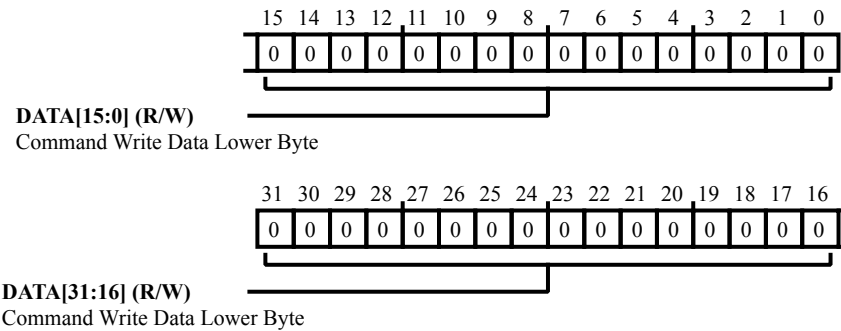 15 14 13 12 11 10 9 8 7 6 5 4 3 2 1 0
0 0 0 0 0 0 0 0 0 0 0 0 0 0 0 0
DATA[15:0] (R/W)
Command Write Data Lower Byte
31 30 29 28 27 26 25 24 23 22 21 20 19 18 17 16
0 0 0 0 0 0 0 0 0 0 0 0 0 0 0 0
DATA[31:16] (R/W)
Command Write Data Lower Byte